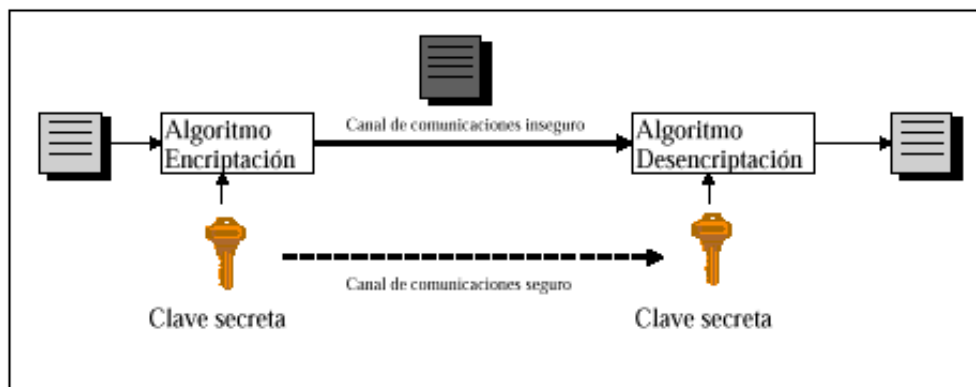 Canal de comunicaciones inseguro
Algoritmo
Encriptación
Algoritmo
Desencriptación
Canal de comunicaciones seguro
Clave secreta
Clave secreta